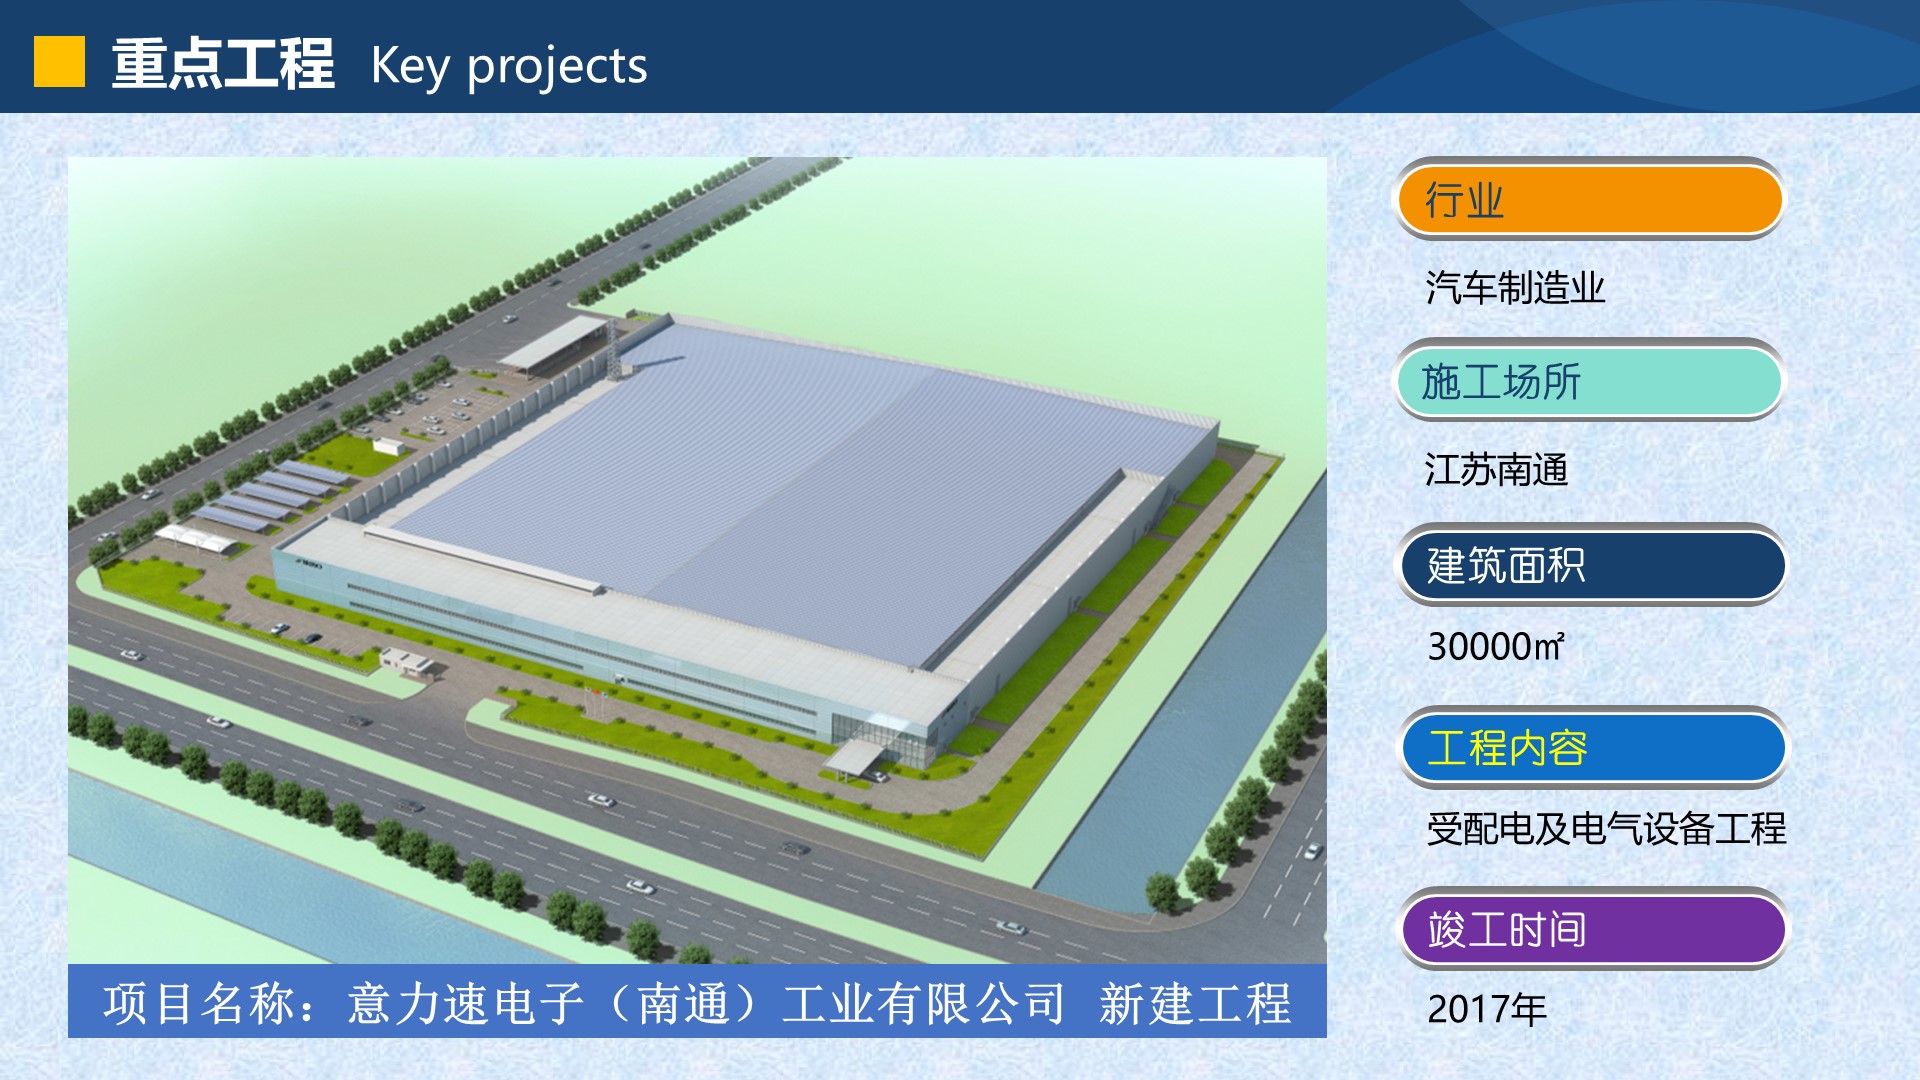 重点工程 Key projects
行业
汽车制造业
施工场所
江苏南通
建筑面积
30000㎡
工程内容
受配电及电气设备工程
竣工时间
2017年
项目名称：意力速电子（南通）工业有限公司 新建工程